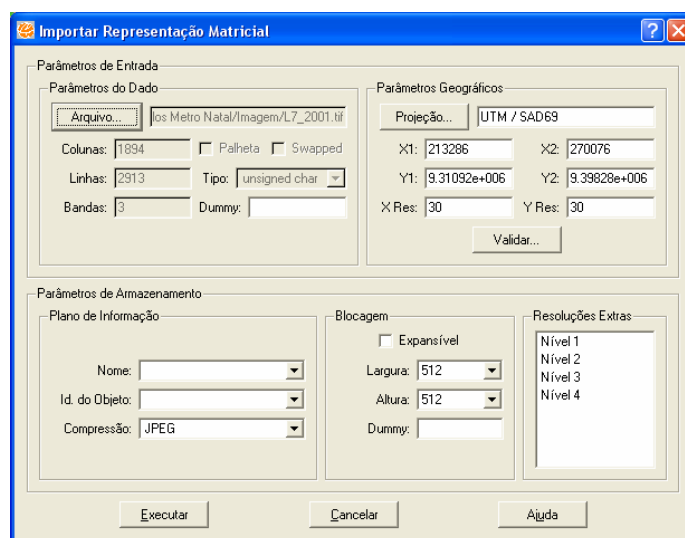 Importar Representação Matricial
Parâmetros de Entrada
Parâmetros do Dado
Arquivo... los Metro Natal/Imagem/L7_2001.tif
Colunas: 1894 Palheta Swapped
Linhas: 2913 Tipo: unsigned char
Bandas: 3 Dummy:
Parâmetros Geográficos
Projeção... UTM / SAD69
X1: 213286 X2: 270076
Y1: 9.31092e+006 Y2: 9.39828e+006
X Res: 30 Y Res: 30
Validar...
Parâmetros de Armazenamento
Plano de Informação
Nome:
Id. do Objeto:
Compressão: JPEG
Blocagem
Expansível
Largura: 512
Altura: 512
Dummy:
Resoluções Extras
Nível 1
Nível 2
Nível 3
Nível 4
Executar Cancelar Ajuda